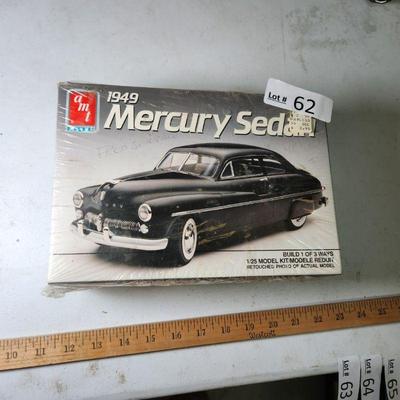 amt
ERTL
1949
Mercury Sedan
Lot # 62
BUILD 1 OF 3 WAYS
1/25 MODEL KIT/MODELE REDUIT
RETOUCHED PHOTO OF ACTUAL MODEL
10 11 12 13 14 15 16 17 18 19 20 21 22 23 24 25
Westcott
Lot # 63
Lot # 64
Lot # 65